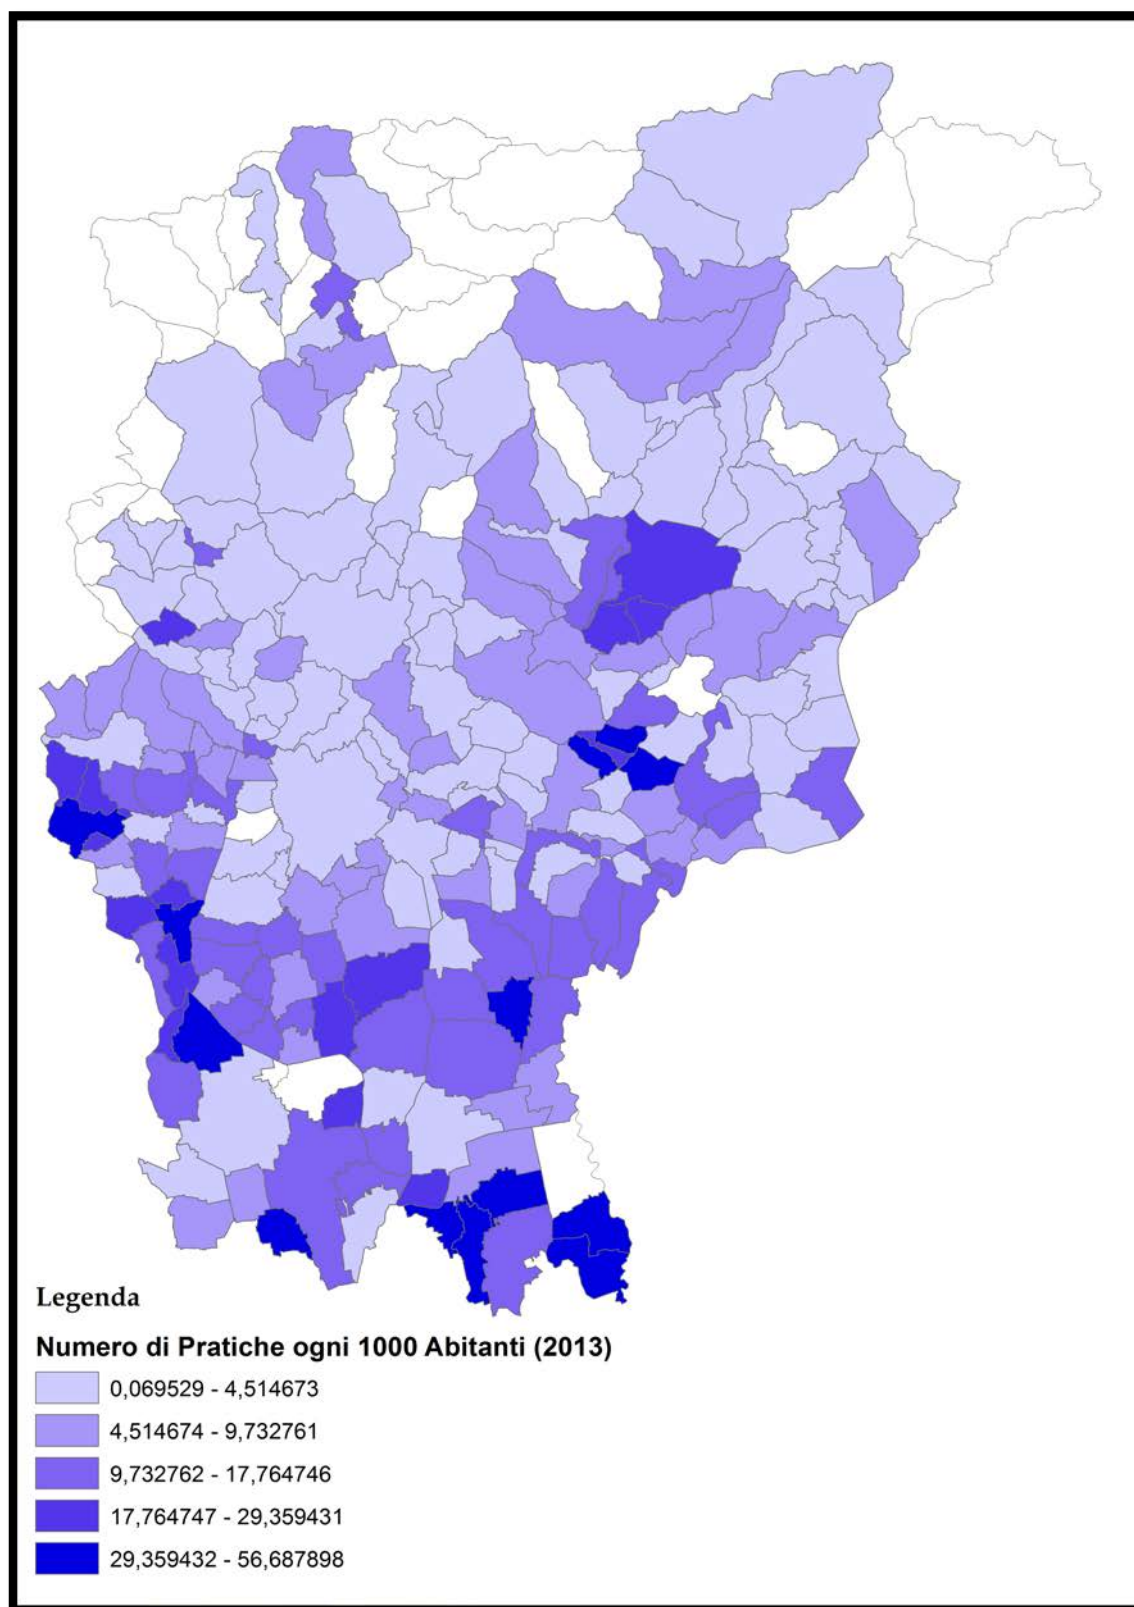 Legenda
Numero di Pratiche ogni 1000 Abitanti (2013)
0,069529 - 4,514673
4,514674 - 9,732761
9,732762 - 17,764746
17,764747 - 29,359431
29,359432 - 56,687898